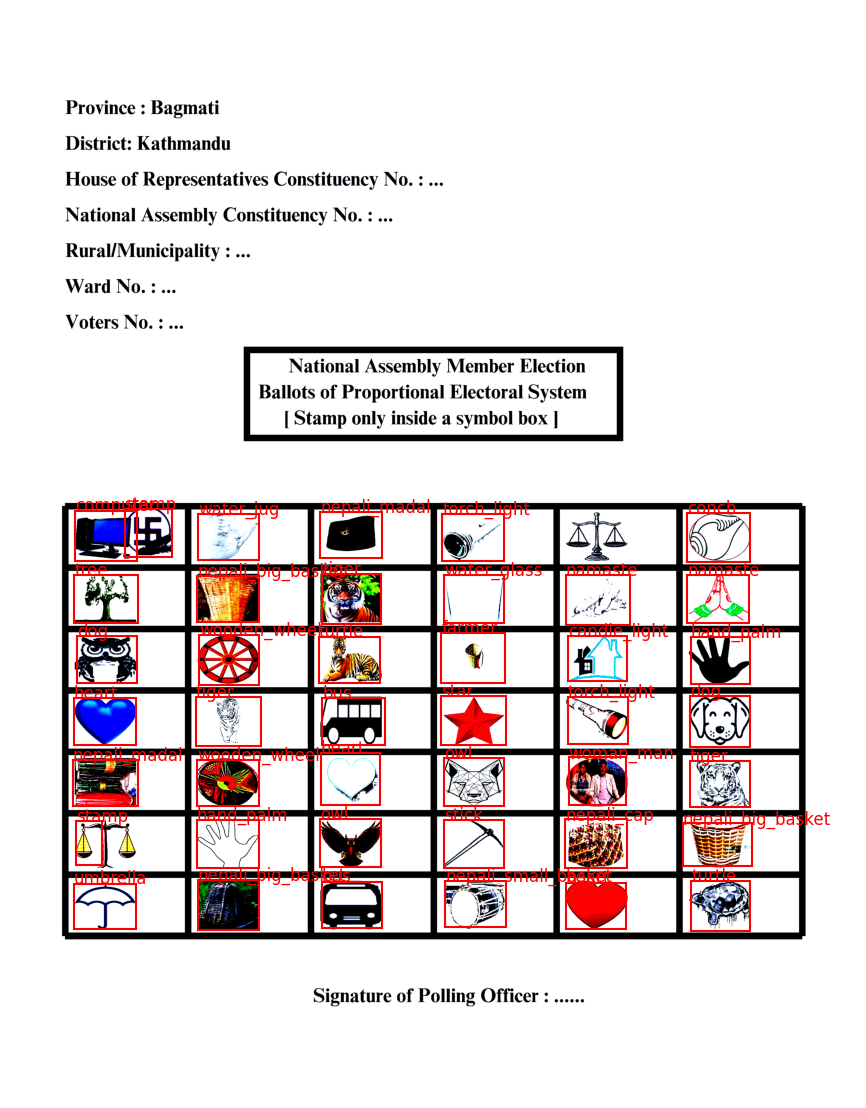 Province : Bagmati
District: Kathmandu
House of Representatives Constituency No. : ...
National Assembly Constituency No. : ...
Rural/Municipality : ...
Ward No. : ...
Voters No. : ...
National Assembly Member Election
Ballots of Proportional Electoral System
[ Stamp only inside a symbol box ]
computer stamp water_jug nepali_madal torch_light conch
tree nepali_big_basket tiger water_glass namaste namaste
dog wooden_wheel turtle farmer candle_light hand_palm
heart tiger bus star torch_light dog
nepali_madal wooden_wheel heart owl woman_man tiger
stamp hand_palm owl stick nepali_cap nepali_big_basket
umbrella nepali_big_basket bus nepali_small_basket turtle
Signature of Polling Officer : ......